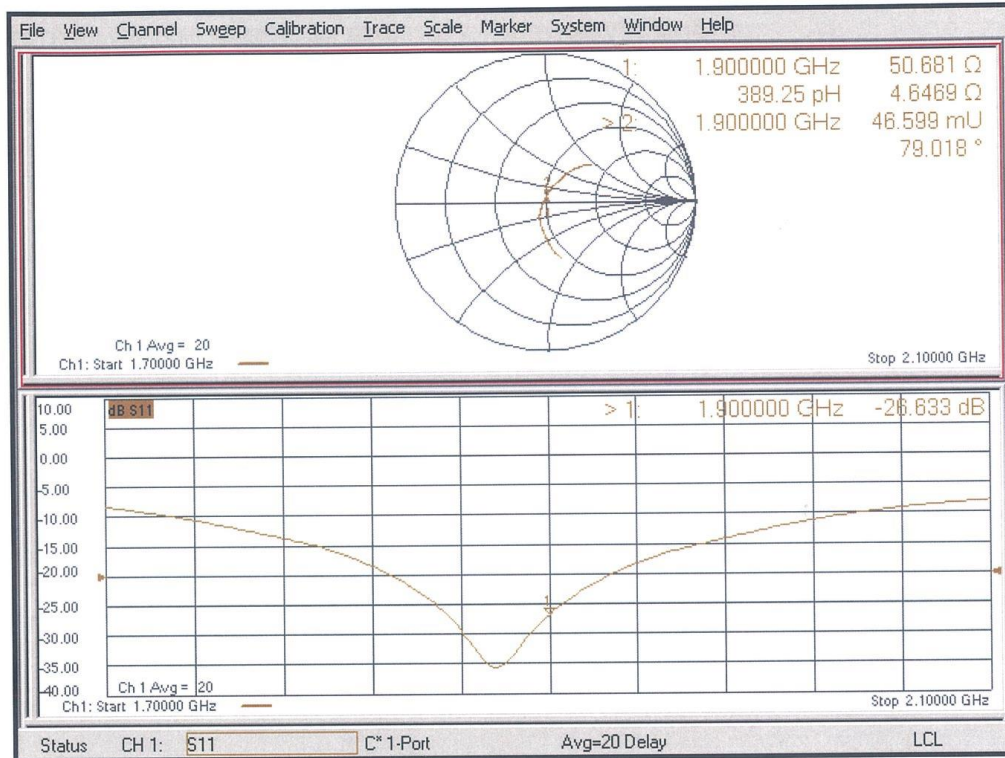 File View Channel Sweep Calibration Trace Scale Marker System Window Help
1: 1.900000 GHz 50.681 Ω
389.25 pH 4.6469 Ω
> 2: 1.900000 GHz 46.599 mU
79.018 °
Ch 1 Avg = 20
Ch1: Start 1.70000 GHz
Stop 2.10000 GHz
dB S11
> 1: 1.900000 GHz -26.633 dB
10.00
5.00
0.00
-5.00
-10.00
-15.00
-20.00
-25.00
-30.00
-35.00
-40.00
1
Ch 1 Avg = 20
Ch1: Start 1.70000 GHz
Stop 2.10000 GHz
Status CH 1: S11 C* 1-Port Avg=20 Delay LCL